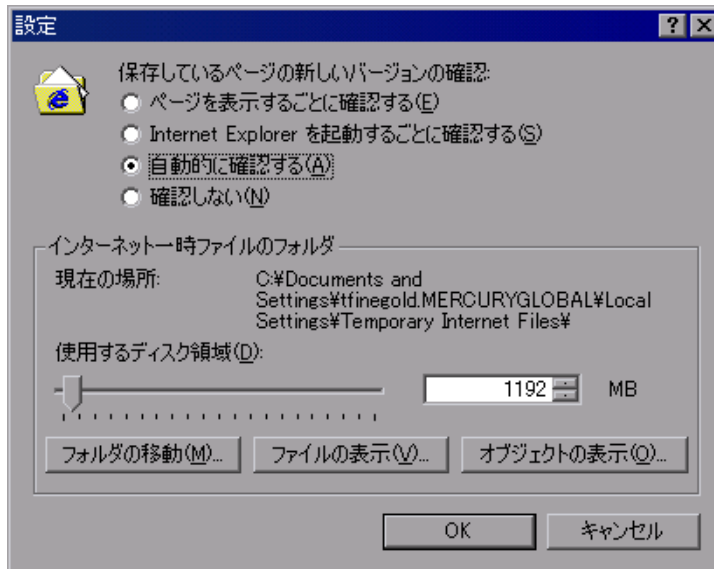 設定
保存しているページの新しいバージョンの確認:
ページを表示するごとに確認する(E)
Internet Explorer を起動するごとに確認する(S)
自動的に確認する(A)
確認しない(N)
インターネット一時ファイルのフォルダ
現在の場所:
C:¥Documents and
Settings¥tfinegold.MERCURYGLOBAL¥Local
Settings¥Temporary Internet Files¥
使用するディスク領域(D):
1192 MB
フォルダの移動(M)... ファイルの表示(V)... オブジェクトの表示(O)...
OK キャンセル